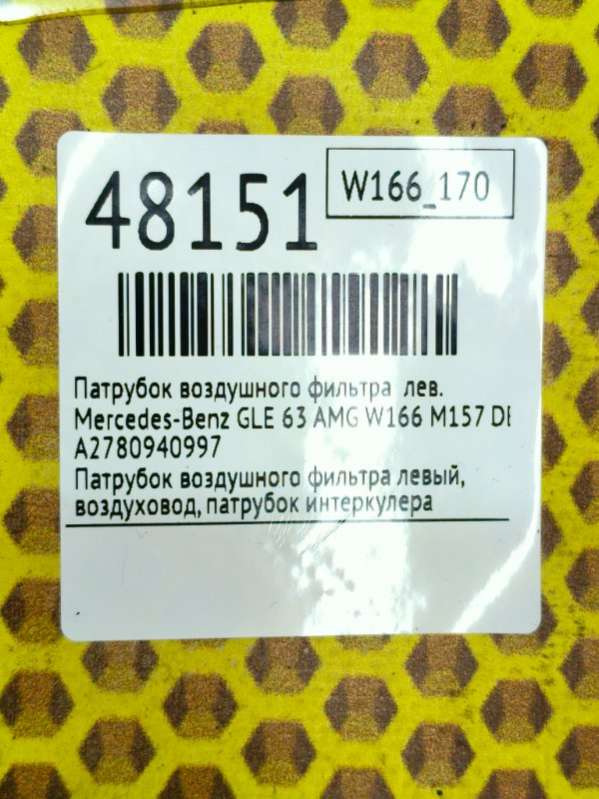 48151
W166_170
Патрубок воздушного фильтра лев.
Mercedes-Benz GLE 63 AMG W166 M157
A2780940997
Патрубок воздушного фильтра левый,
воздуховод, патрубок интеркулера